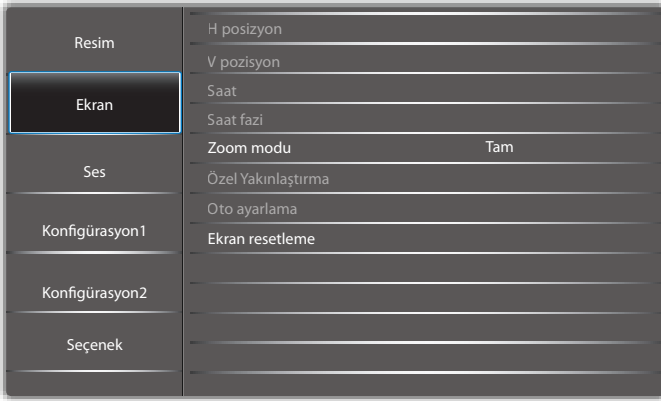 Resim
Ekran
Ses
Konfigürasyon1
Konfigürasyon2
Seçenek
H posizyon
V pozisyon
Saat
Saat fazi
Zoom modu Tam
Özel Yakınlaştırma
Oto ayarlama
Ekran resetleme